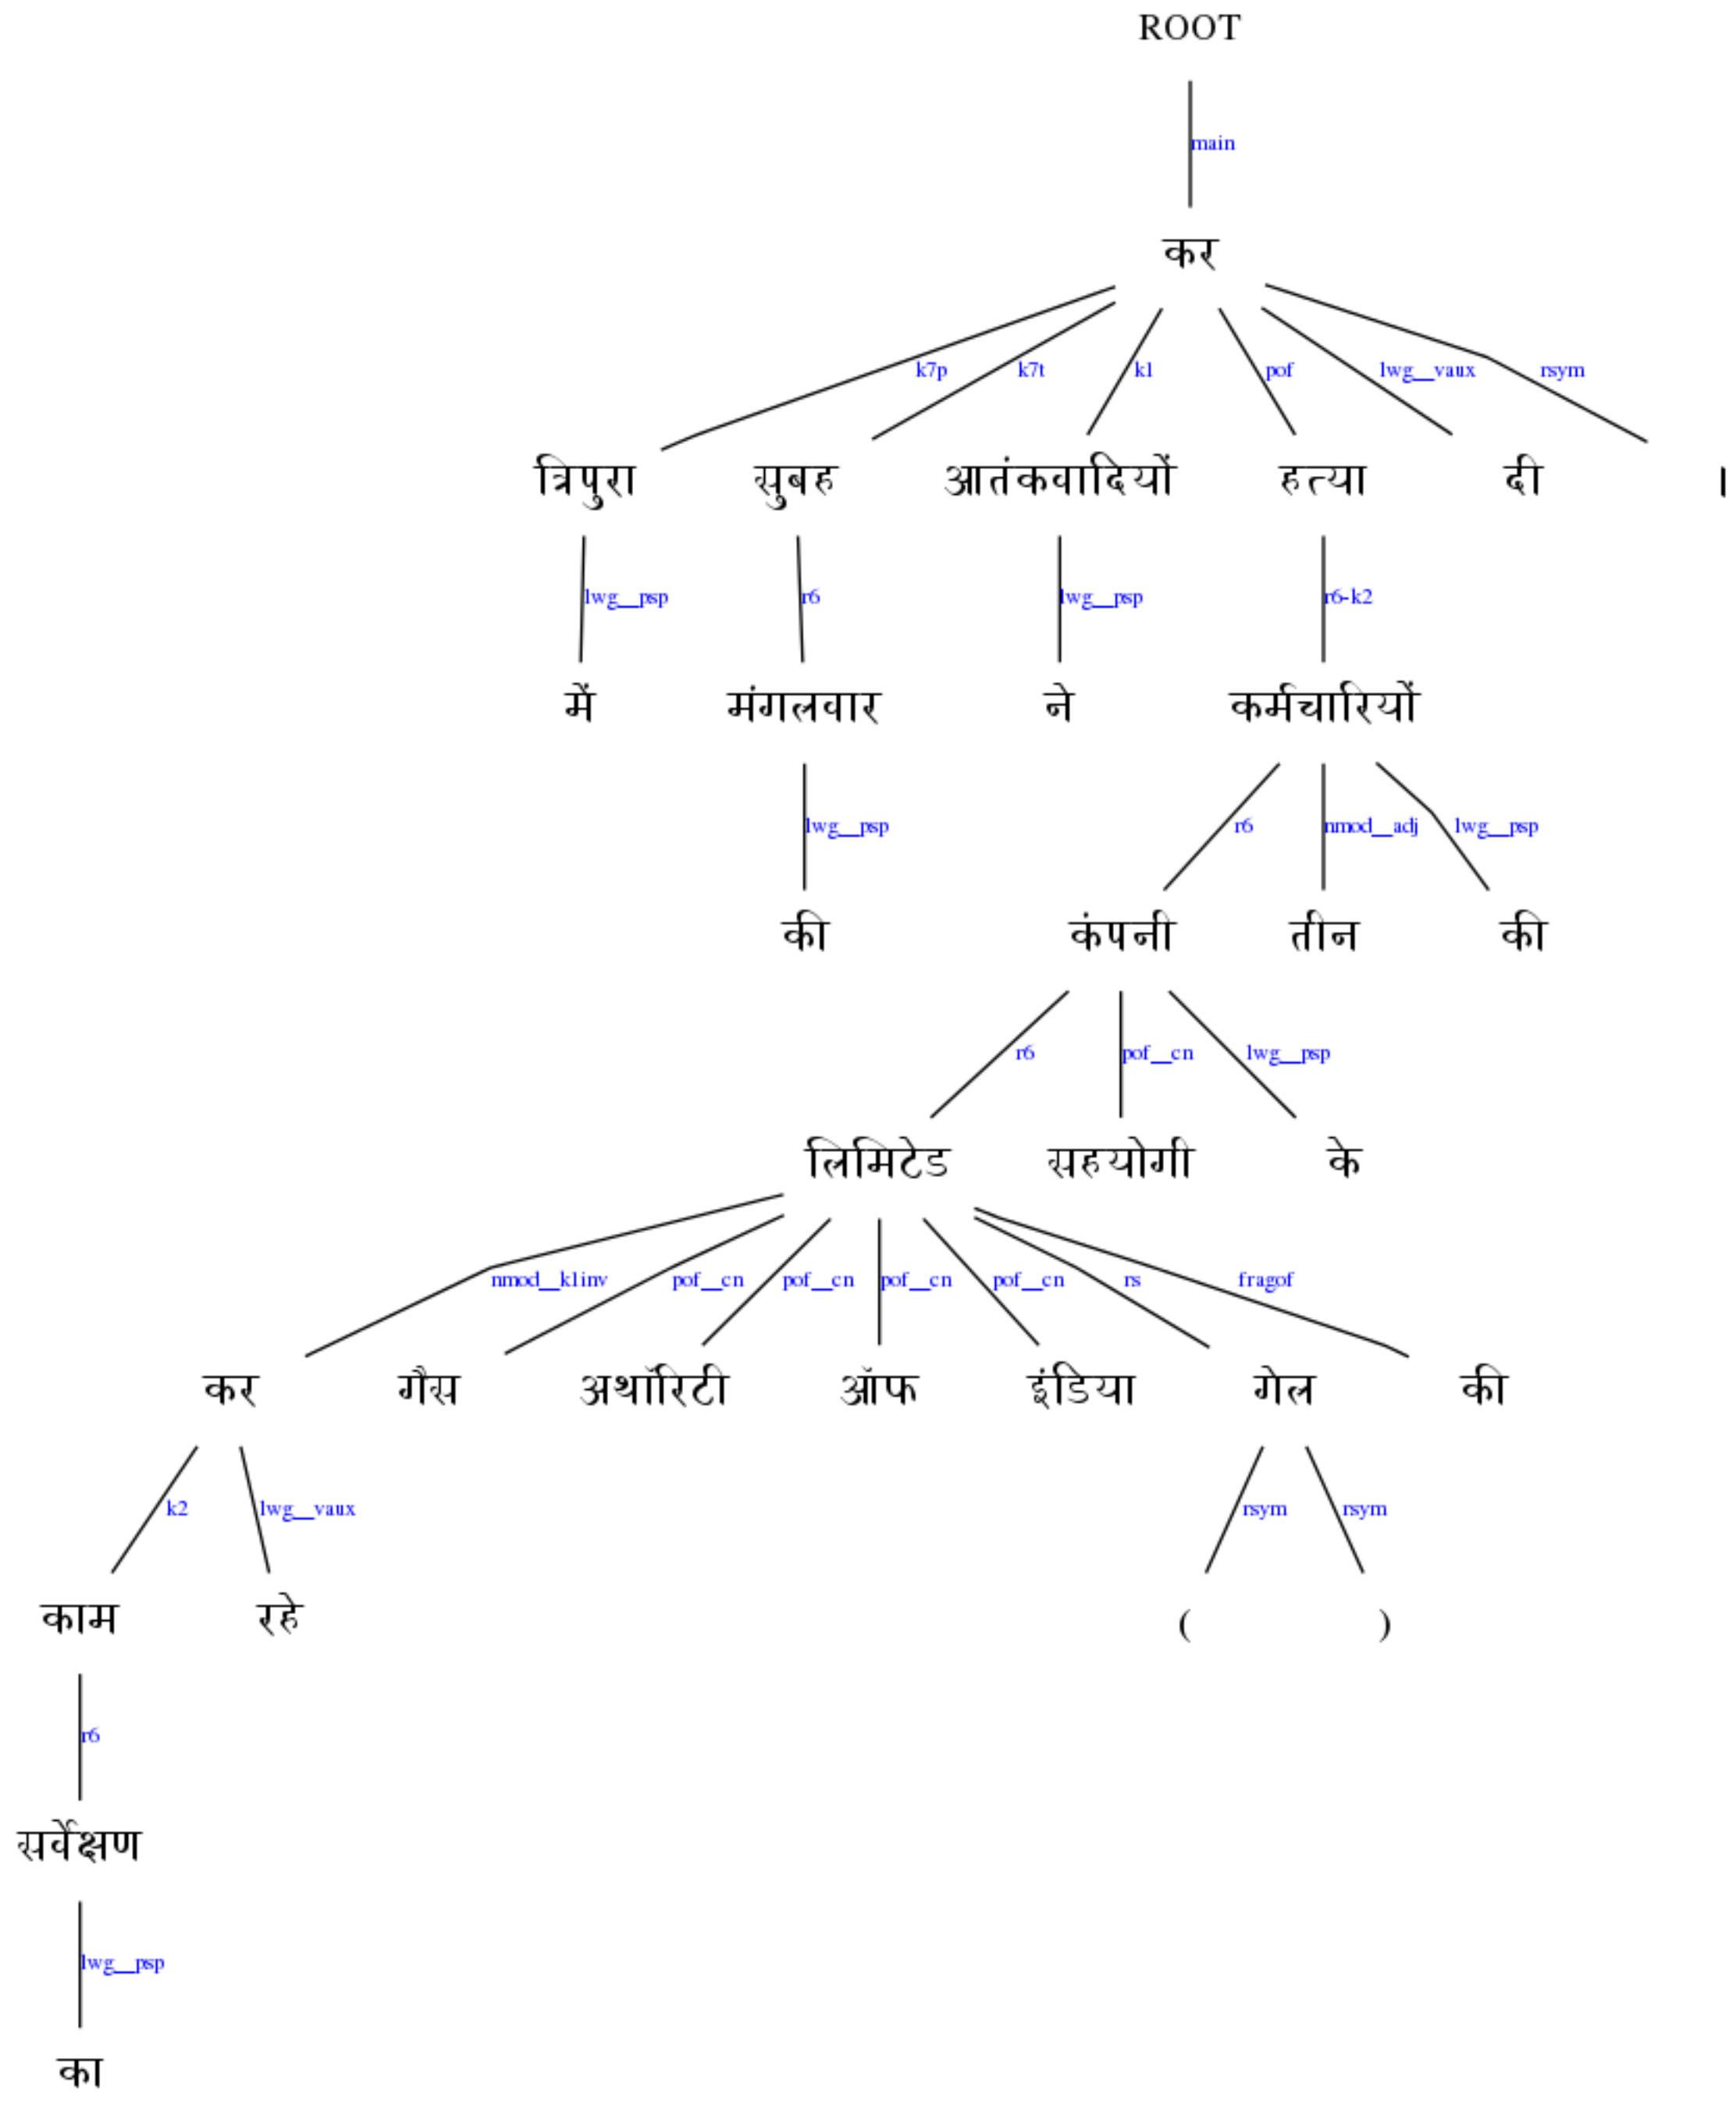 ROOT
main
कर
k7p k7t k1 pof lwg__vaux rsym
त्रिपुरा सुबह आतंकवादियों हत्या दी ।
lwg__psp r6 lwg__psp r6-k2
में मंगलवार ने कर्मचारियों
lwg__psp r6 nmod__adj lwg__psp
की कंपनी तीन की
r6 pof__cn lwg__psp
लिमिटेड सहयोगी के
nmod__k1inv pof__cn pof__cn pof__cn pof__cn rs fragof
कर गैस अथॉरिटी ऑफ इंडिया गेल की
k2 lwg__vaux rsym rsym
काम रहे ( )
r6
सर्वेक्षण
lwg__psp
का